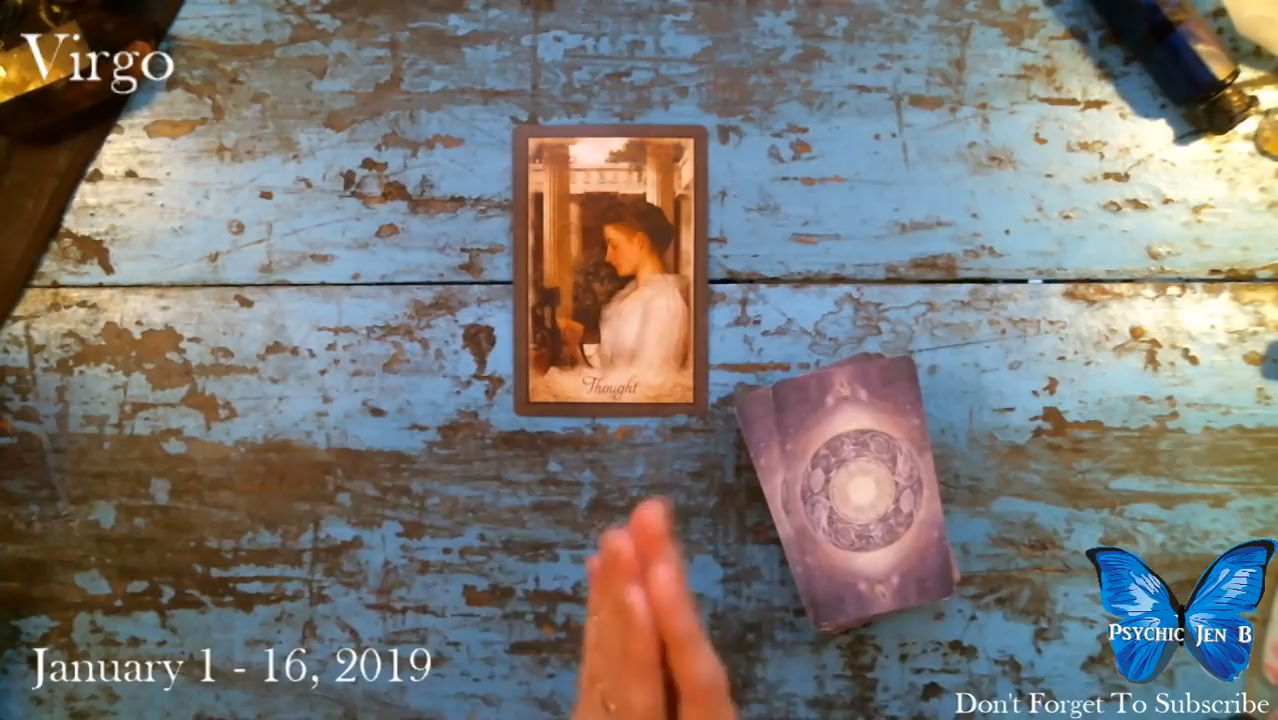 Virgo
Thought
January 1 - 16, 2019
PSYCHIC JEN B
Don't Forget To Subscribe